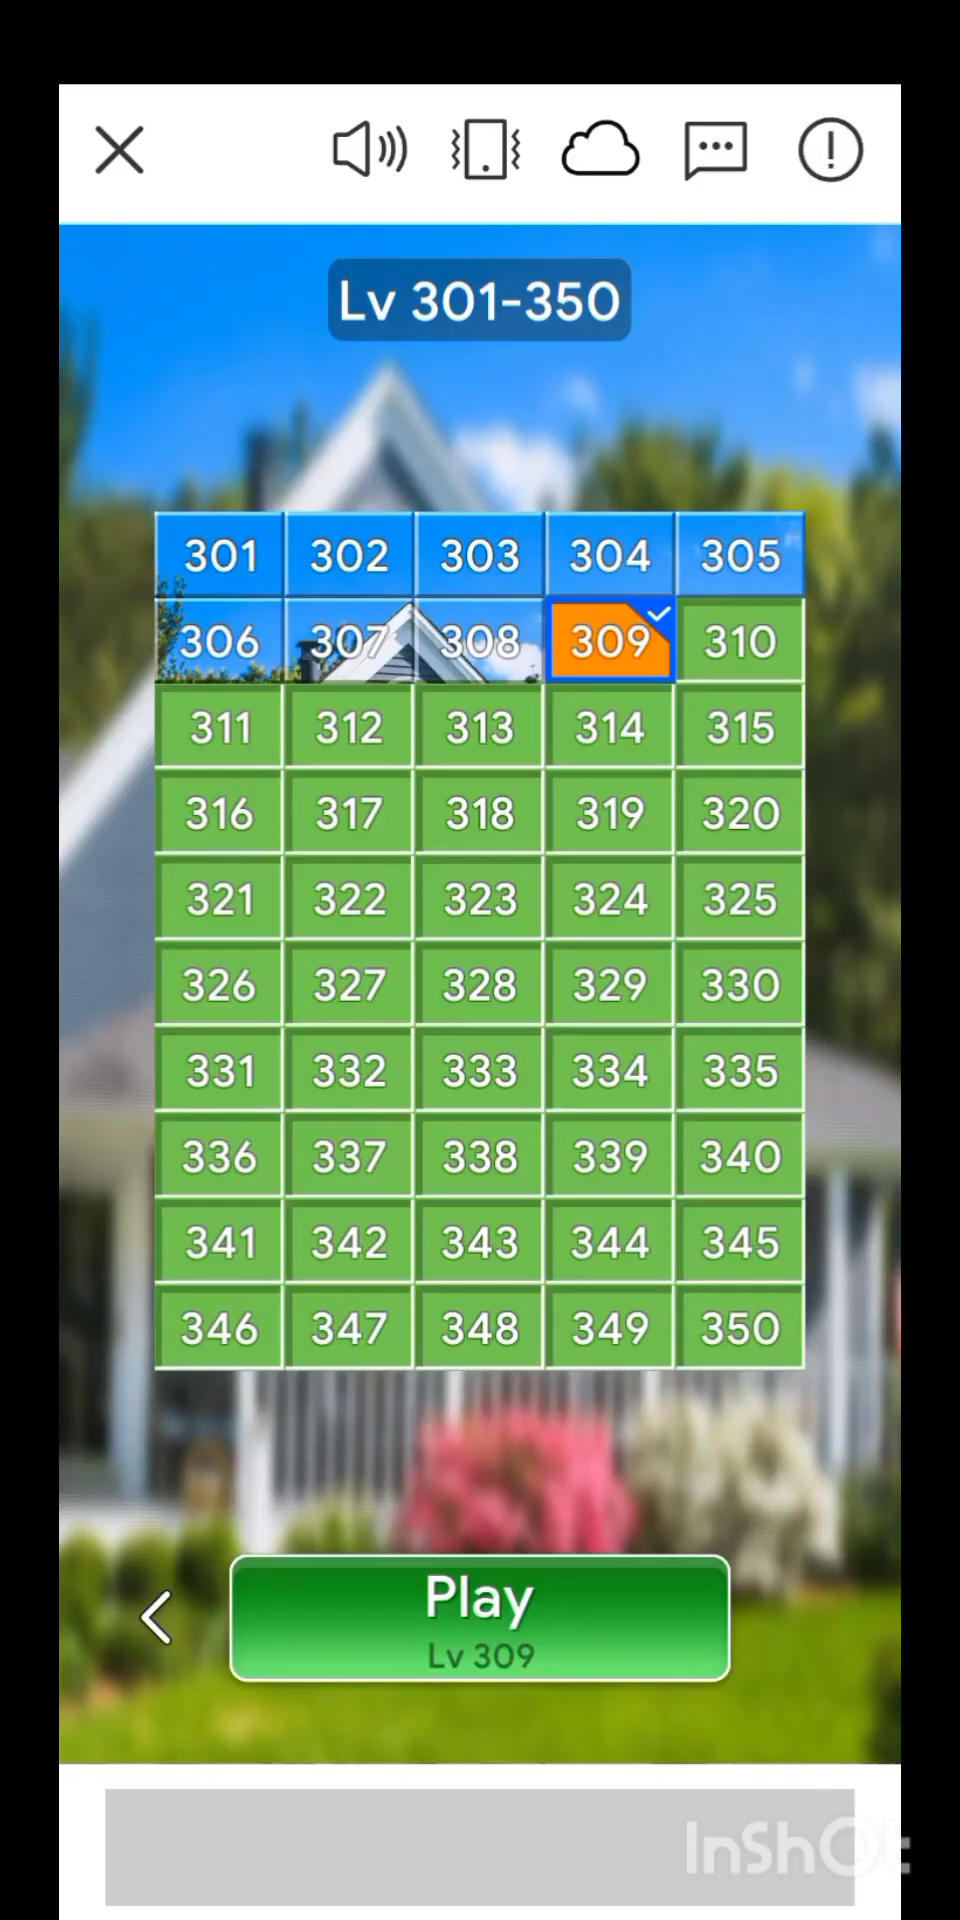 Lv 301-350
301 302 303 304 305
306 307 308 309 310
311 312 313 314 315
316 317 318 319 320
321 322 323 324 325
326 327 328 329 330
331 332 333 334 335
336 337 338 339 340
341 342 343 344 345
346 347 348 349 350
Play
Lv 309
InShOt